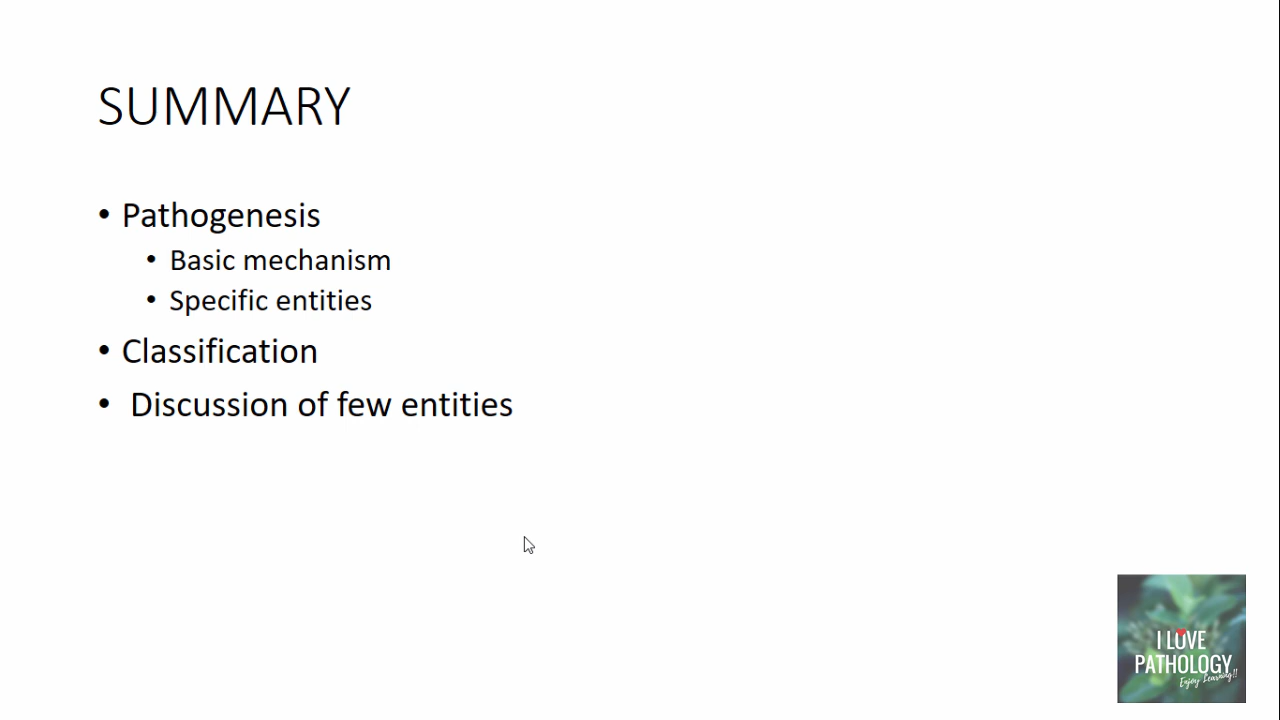 SUMMARY
• Pathogenesis
• Basic mechanism
• Specific entities
• Classification
• Discussion of few entities
I LOVE
PATHOLOGY
Enjoy Learning!!